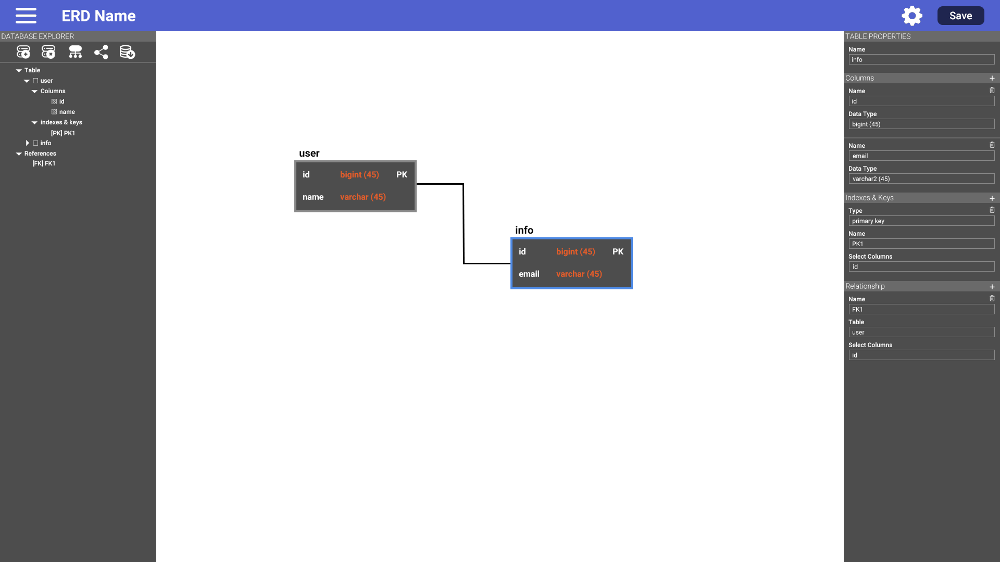 ERD Name
Save
DATABASE EXPLORER
Table
user
Coiumns
id
name
indexes & keys
[PK] PK1
info
References
[FK] FK1
user
id bigint (45) PK
name varchar (45)
info
id bigint (45) PK
email varchar (45)
TABLE PROPERTIES
Name
info
Columns +
Name
id
Data Type
bigint (45)
Name
email
Data Type
varchar2 (45)
Indexes & Keys +
Type
primary key
Name
PK1
Select Columns
id
Relationship +
Name
FK1
Table
user
Select Columns
id